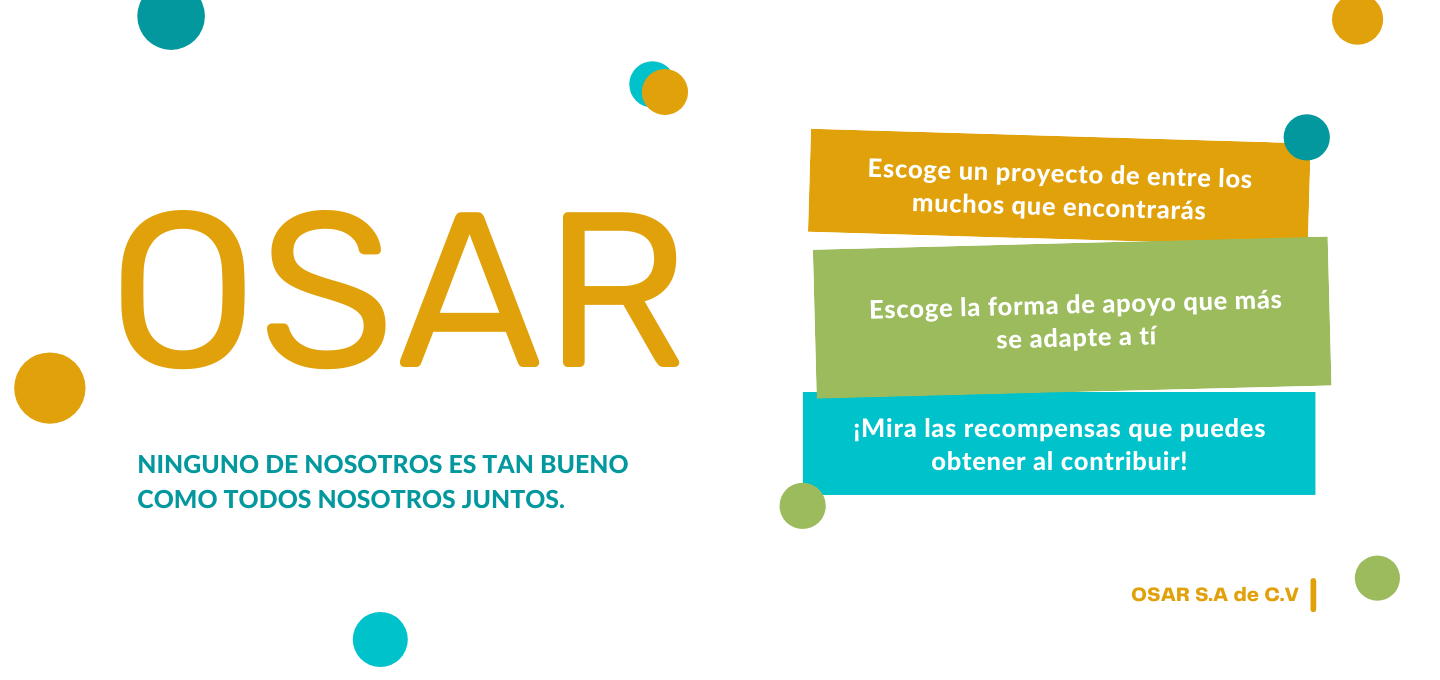 OSAR
NINGUNO DE NOSOTROS ES TAN BUENO
COMO TODOS NOSOTROS JUNTOS.
Escoge un proyecto de entre los
muchos que encontrarás
Escoge la forma de apoyo que más
se adapte a tí
¡Mira las recompensas que puedes
obtener al contribuir!
OSAR S.A de C.V